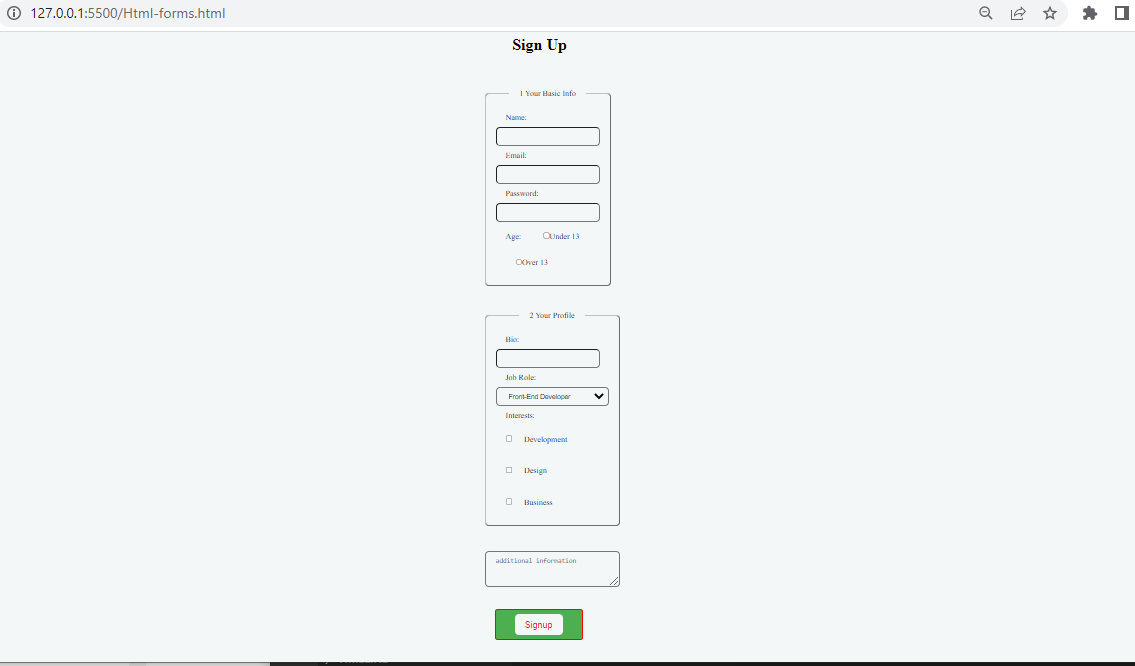 127.0.0.1:5500/Html-forms.html
Sign Up
1 Your Basic Info
Name:
Email:
Password:
Age: Under 13
Over 13
2 Your Profile
Bio:
Job Role:
Front-End Developer
Interests:
Development
Design
Business
additional information
Signup